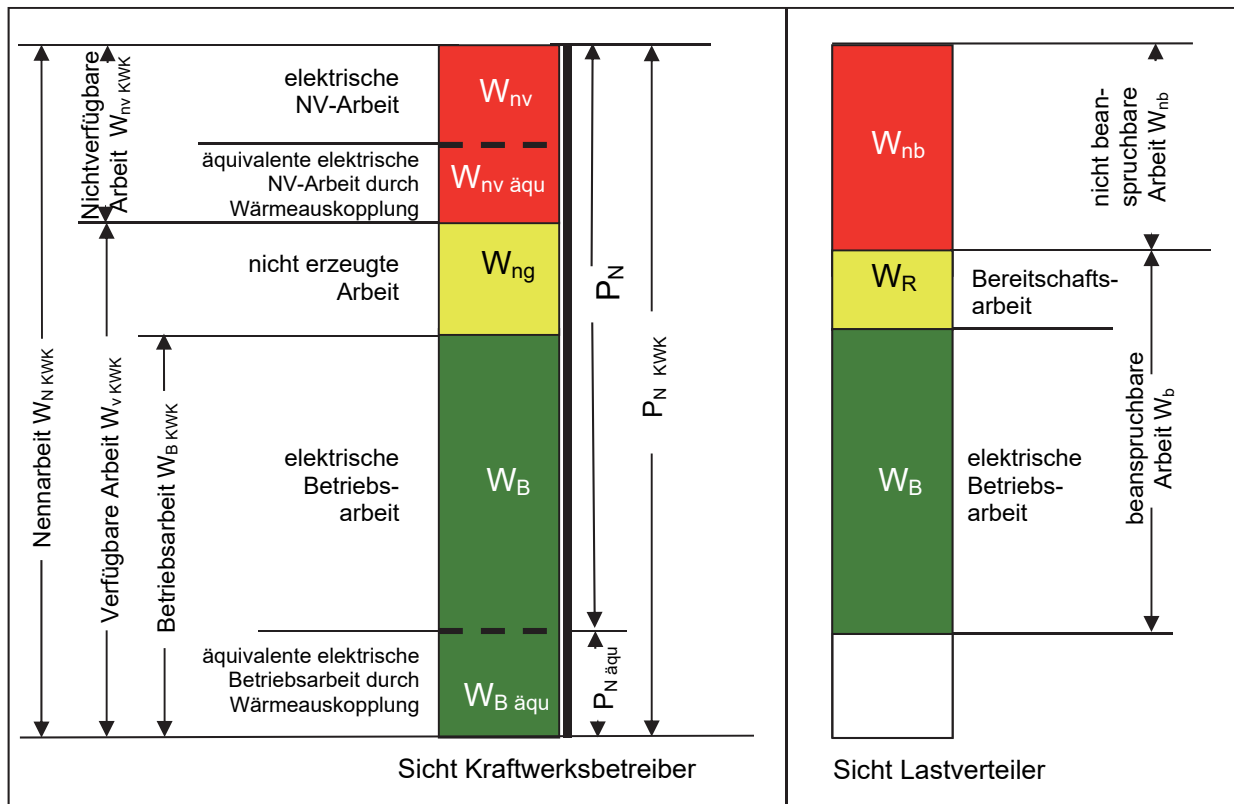 Nennarbeit W_N KWK
Verfügbare Arbeit W_v KWK
Nichtverfügbare
Arbeit W_nv KWK
Betriebsarbeit W_B KWK
elektrische
NV-Arbeit
äquivalente elektrische
NV-Arbeit durch
Wärmeauskopplung
nicht erzeugte
Arbeit
elektrische
Betriebs-
arbeit
äquivalente elektrische
Betriebsarbeit durch
Wärmeauskopplung
W_nv
W_nv äqu
W_ng
W_B
W_B äqu
P_N
P_N äqu
P_N KWK
Sicht Kraftwerksbetreiber
W_nb
W_R
W_B
Bereitschafts-
arbeit
elektrische
Betriebs-
arbeit
nicht bean-
spruchbare
Arbeit W_nb
beanspruchbare
Arbeit W_b
Sicht Lastverteiler